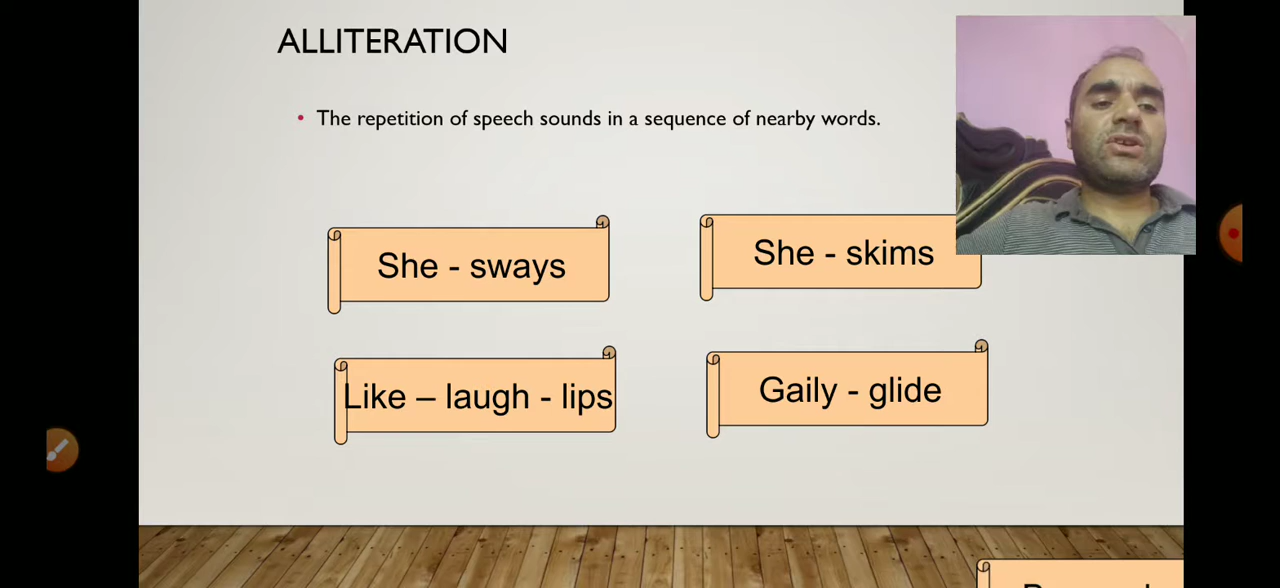 ALLITERATION
• The repetition of speech sounds in a sequence of nearby words.
She - sways
She - skims
Like – laugh - lips
Gaily - glide